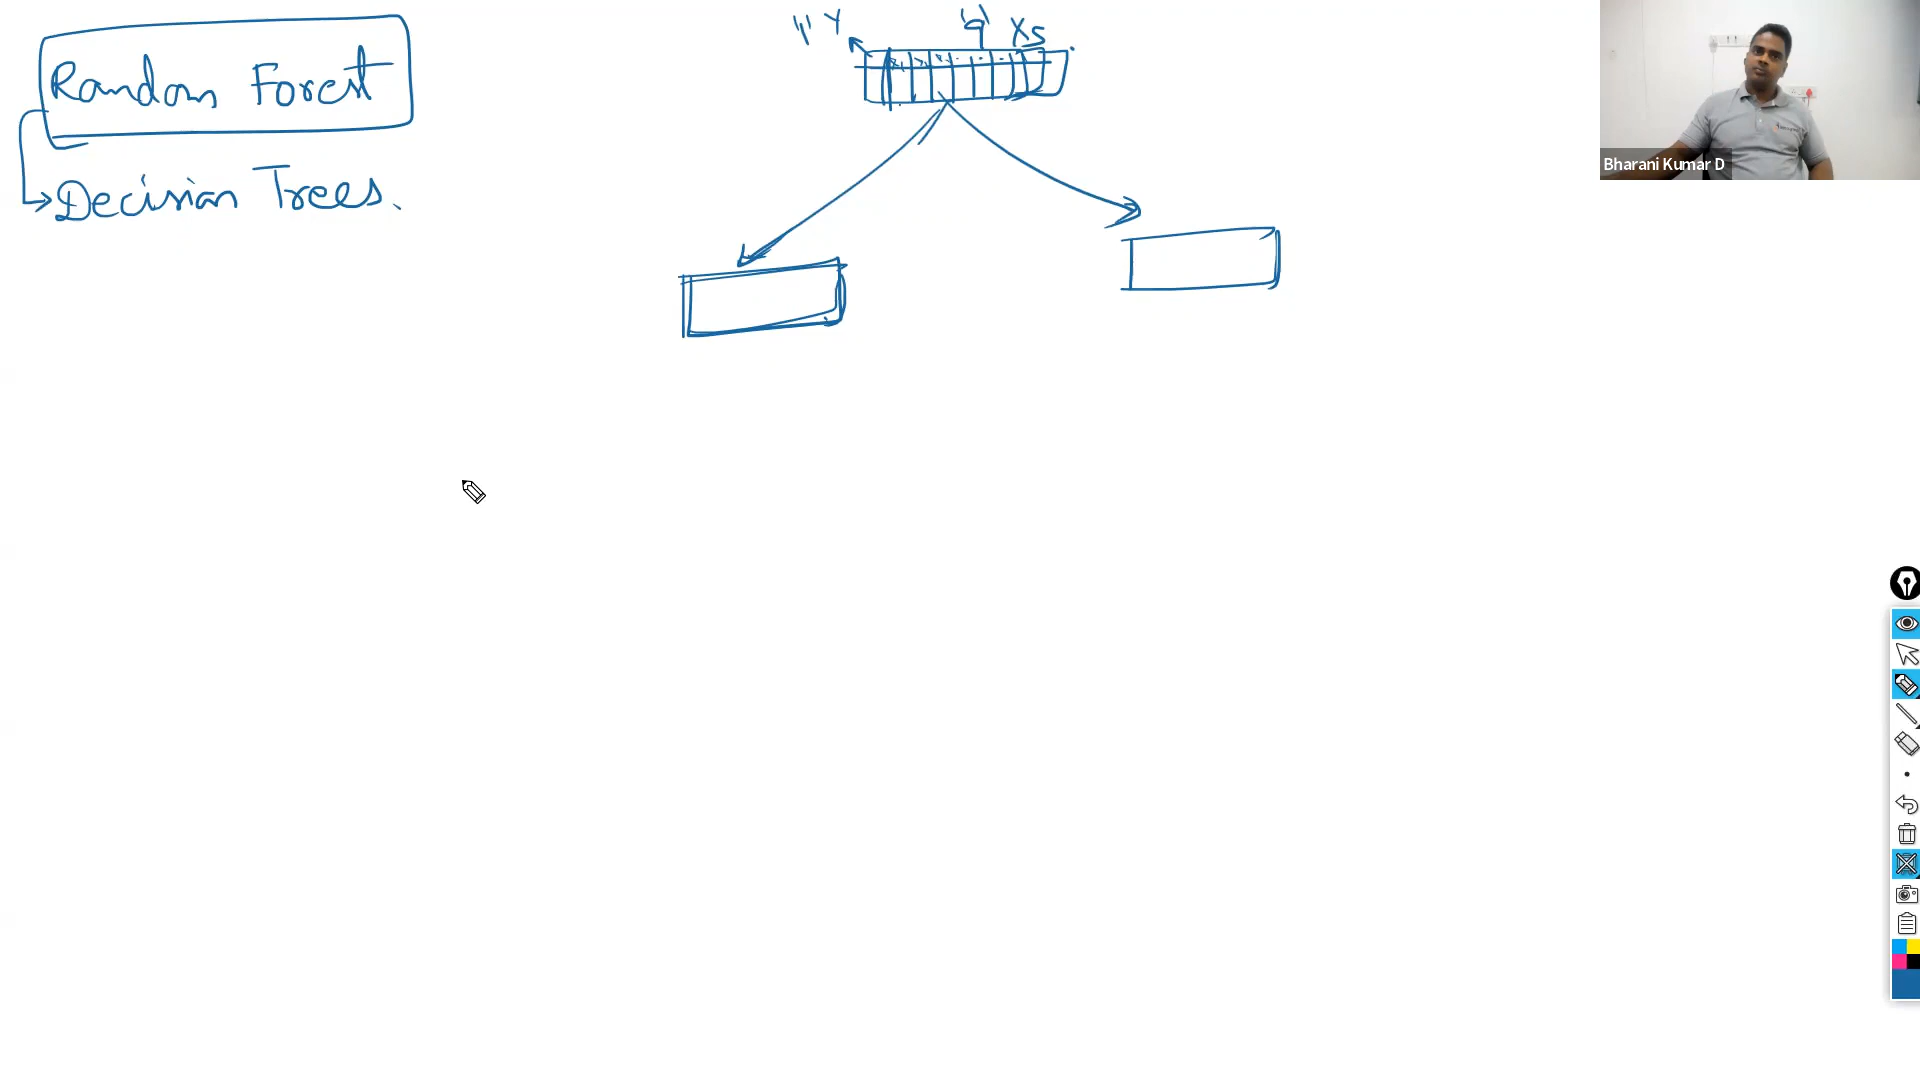 Random Forest
Decision Trees.
"1" Y
"9" Xs
Bharani Kumar D